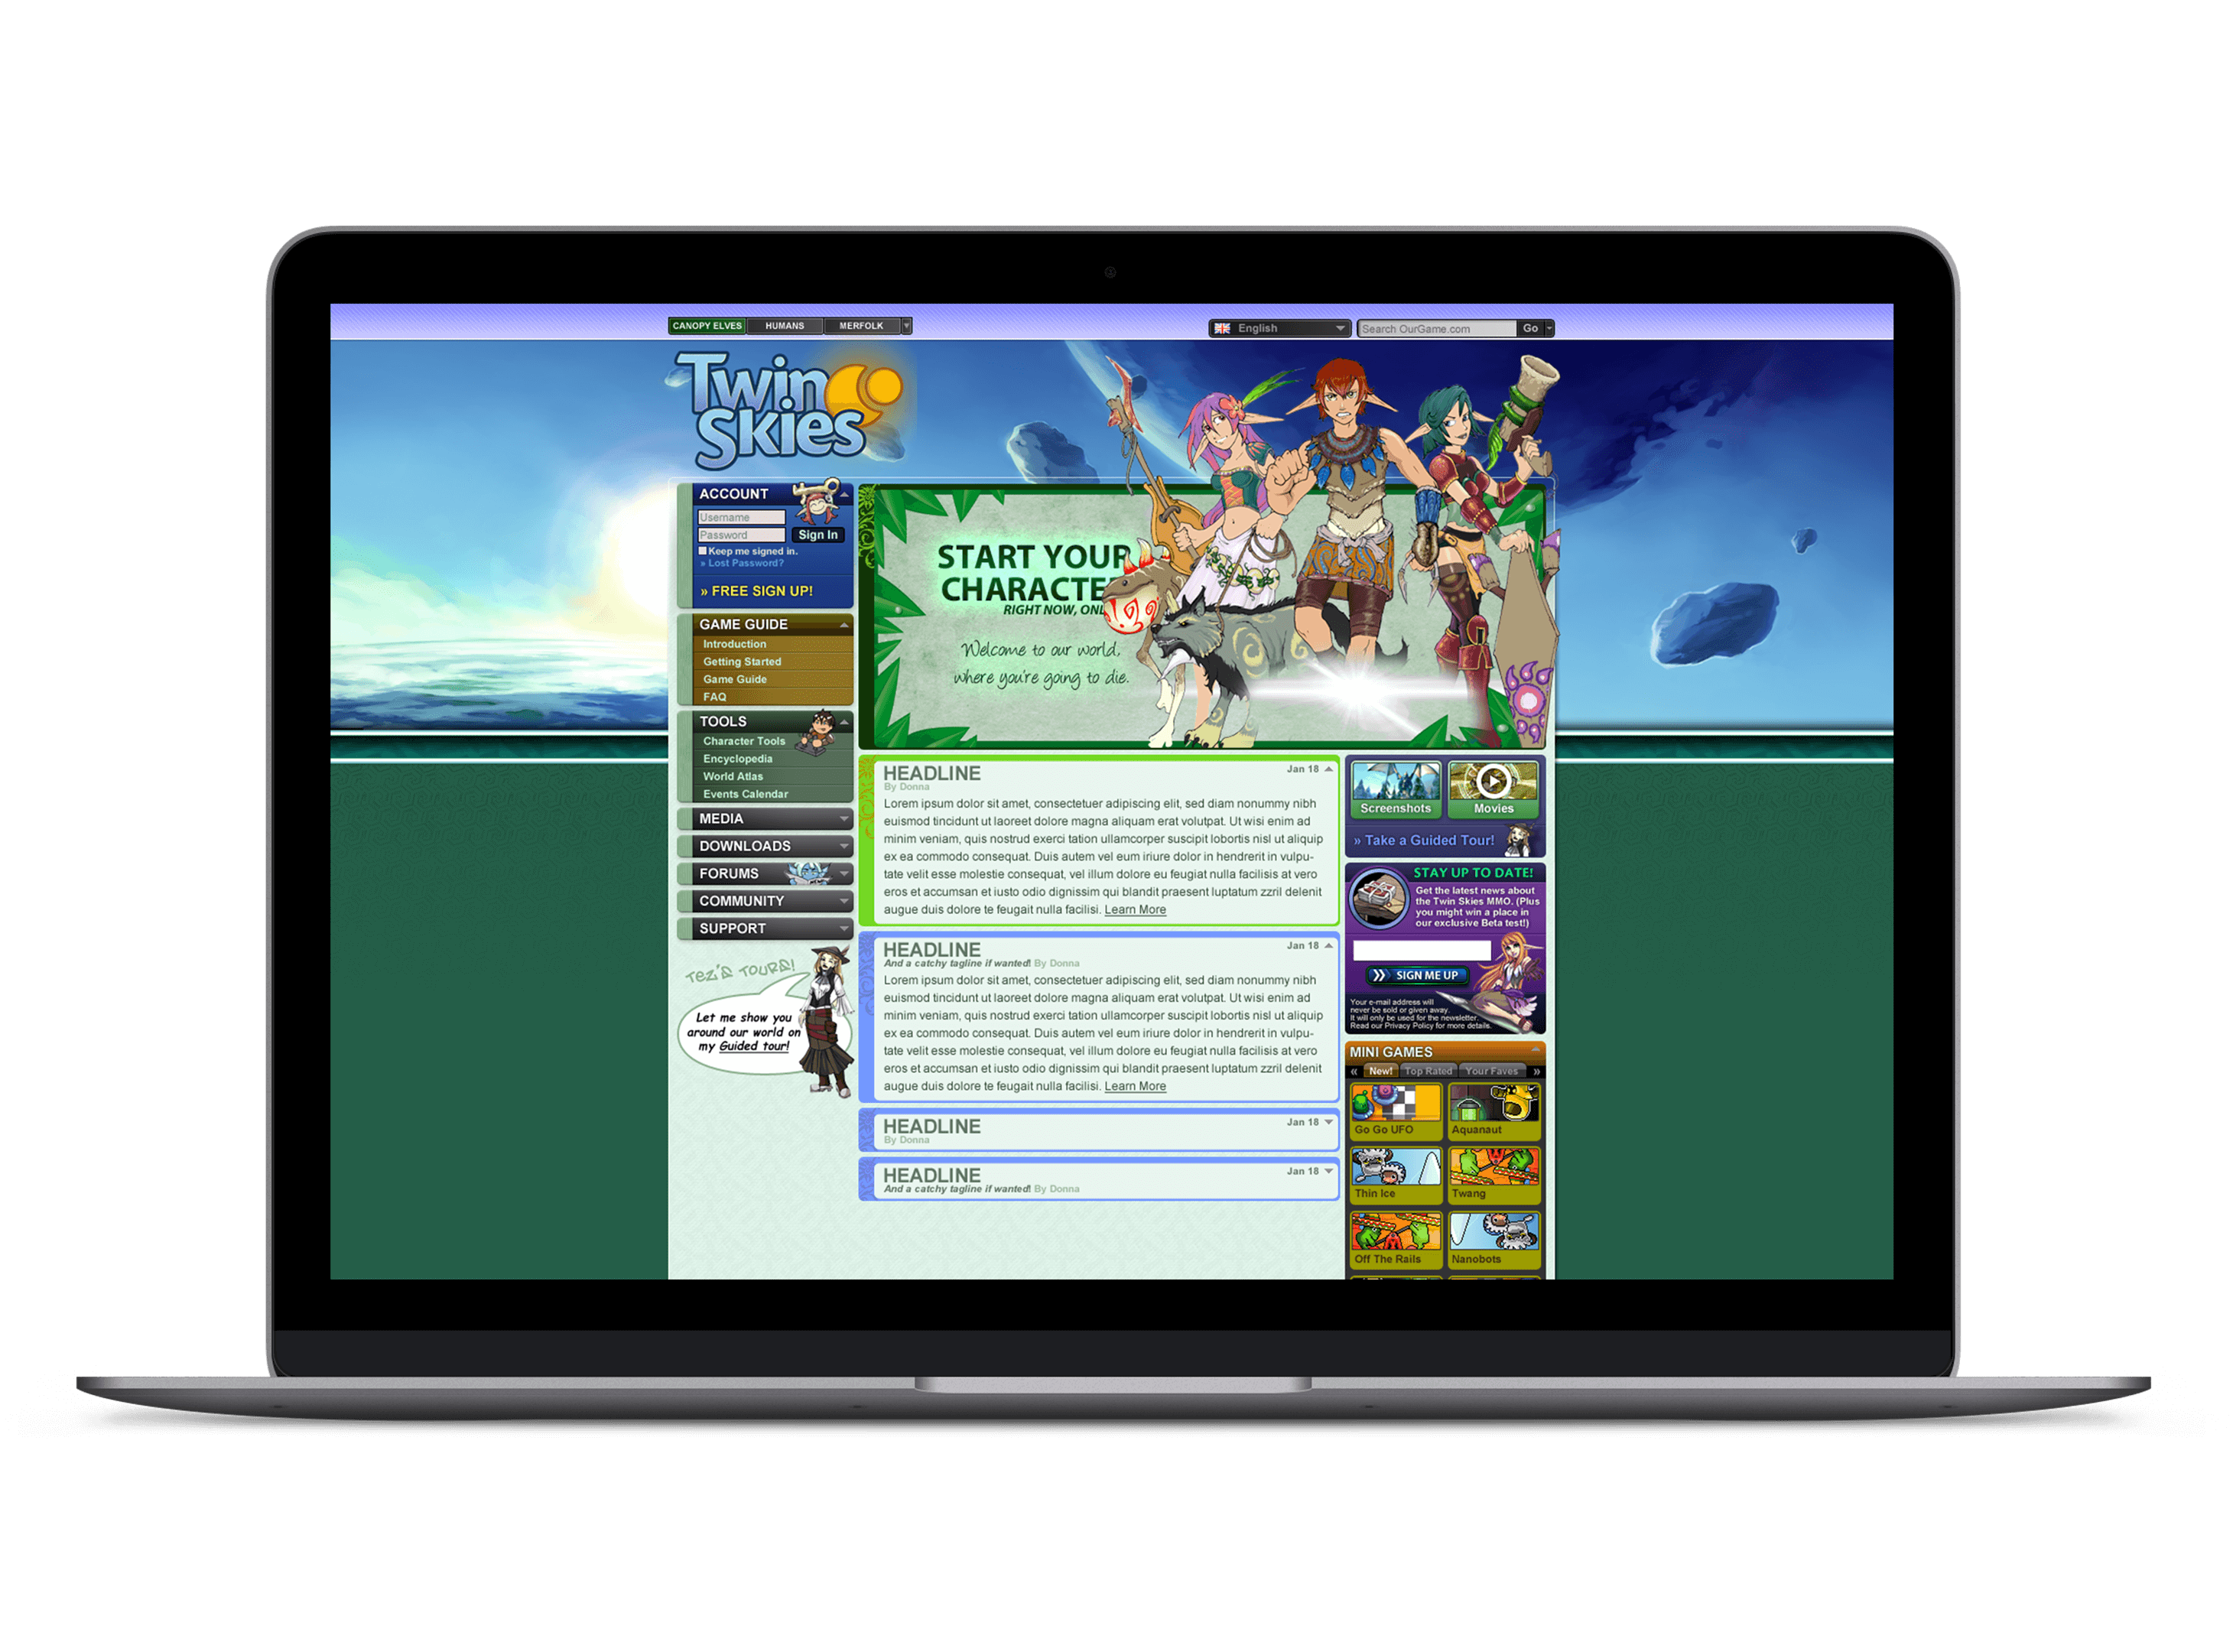 CANOPY ELVES HUMANS MERFOLK
English
Search OurGame.com Go
Twin
Skies
ACCOUNT
Username
Password
Sign In
Keep me signed in.
» Lost Password?
» FREE SIGN UP!
GAME GUIDE
Introduction
Getting Started
Game Guide
FAQ
TOOLS
Character Tools
Encyclopedia
World Atlas
Events Calendar
MEDIA
DOWNLOADS
FORUMS
COMMUNITY
SUPPORT
TEZ'S TOURS!
Let me show you
around our world on
my Guided tour!
START YOUR
CHARACTE
RIGHT NOW, ONL
Welcome to our world,
where you're going to die.
HEADLINE
Jan 18
By Donna
Lorem ipsum dolor sit amet, consectetuer adipiscing elit, sed diam nonummy nibh
euismod tincidunt ut laoreet dolore magna aliquam erat volutpat. Ut wisi enim ad
minim veniam, quis nostrud exerci tation ullamcorper suscipit lobortis nisl ut aliquip
ex ea commodo consequat. Duis autem vel eum iriure dolor in hendrerit in vulpu-
tate velit esse molestie consequat, vel illum dolore eu feugiat nulla facilisis at vero
eros et accumsan et iusto odio dignissim qui blandit praesent luptatum zzril delenit
augue duis dolore te feugait nulla facilisi. Learn More
HEADLINE
Jan 18
And a catchy tagline if wanted! By Donna
Lorem ipsum dolor sit amet, consectetuer adipiscing elit, sed diam nonummy nibh
euismod tincidunt ut laoreet dolore magna aliquam erat volutpat. Ut wisi enim ad
minim veniam, quis nostrud exerci tation ullamcorper suscipit lobortis nisl ut aliquip
ex ea commodo consequat. Duis autem vel eum iriure dolor in hendrerit in vulpu-
tate velit esse molestie consequat, vel illum dolore eu feugiat nulla facilisis at vero
eros et accumsan et iusto odio dignissim qui blandit praesent luptatum zzril delenit
augue duis dolore te feugait nulla facilisi. Learn More
HEADLINE
Jan 18
By Donna
HEADLINE
Jan 18
And a catchy tagline if wanted! By Donna
Screenshots Movies
» Take a Guided Tour!
STAY UP TO DATE!
Get the latest news about
the Twin Skies MMO. (Plus
you might win a place in
our exclusive Beta test!)
SIGN ME UP
Your e-mail address will
never be sold or given away.
It will only be used for the newsletter.
Read our Privacy Policy for more details.
MINI GAMES
« New! Top Rated Your Faves »
Go Go UFO Aquanaut
Thin Ice Twang
Off The Rails Nanobots